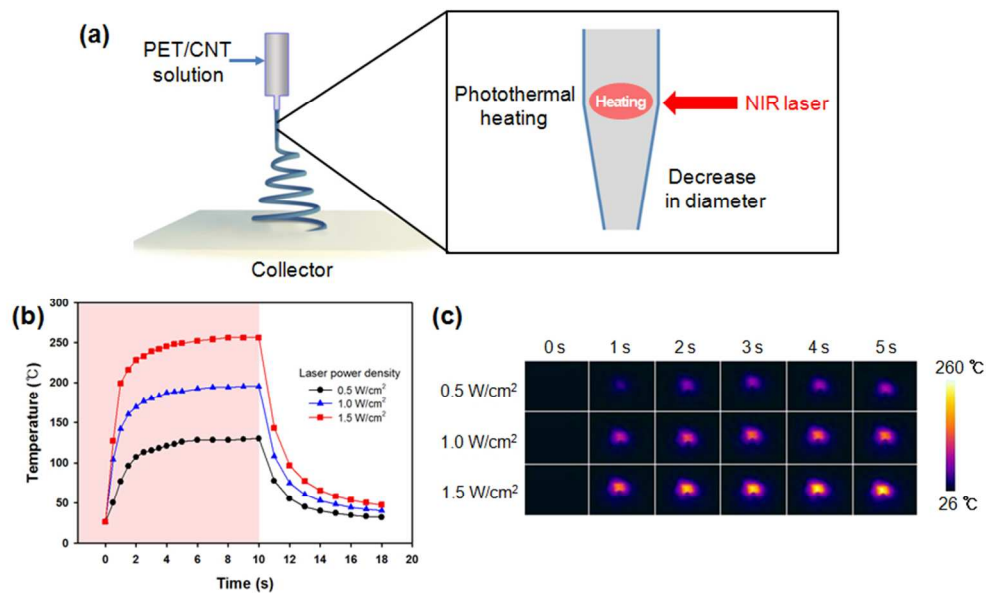 (a)
PET/CNT
solution
Collector
Photothermal
heating
Heating
NIR laser
Decrease
in diameter
(b)
Temperature (℃)
300
250
200
150
100
50
0
Laser power density
0.5 W/cm²
1.0 W/cm²
1.5 W/cm²
0 2 4 6 8 10 12 14 16 18 20
Time (s)
(c)
0 s 1 s 2 s 3 s 4 s 5 s
0.5 W/cm²
1.0 W/cm²
1.5 W/cm²
260 ℃
26 ℃